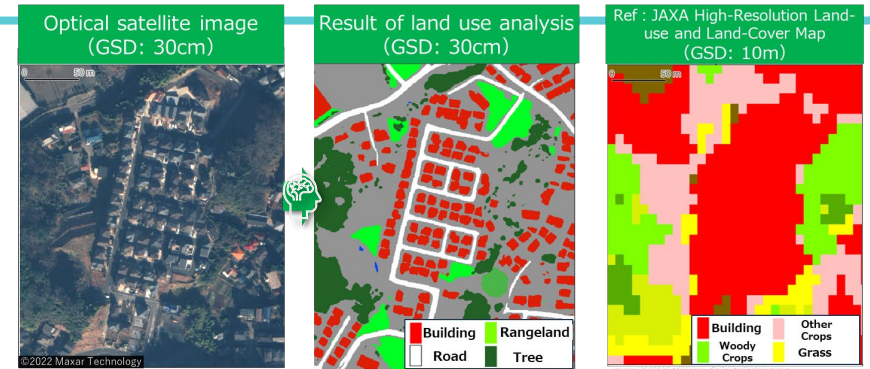 Optical satellite image
（GSD: 30cm）
0 50 m
©2022 Maxar Technology
Result of land use analysis
（GSD: 30cm）
Building
Rangeland
Road
Tree
Ref : JAXA High-Resolution Land-
use and Land-Cover Map
（GSD: 10m）
0 50 m
Building
Other
Crops
Woody
Crops
Grass